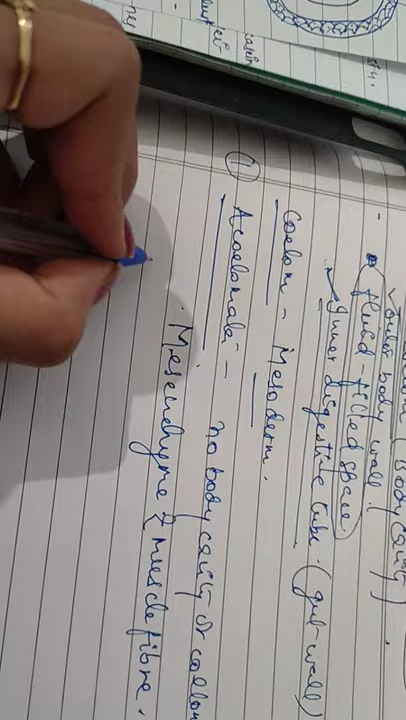 (Body cavity)
outer body wall.
fluid-filled space
Inner digestive tube. (gut-wall)
Coelom - Mesoderm.
① Acoelomate - no body cavity or coelom
Mesenchyme & muscle fibre.